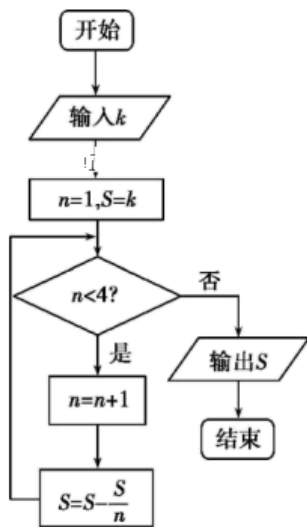 开始
输入k
n=1,S=k
n<4?
否
是
输出S
n=n+1
结束
S=S-S/n